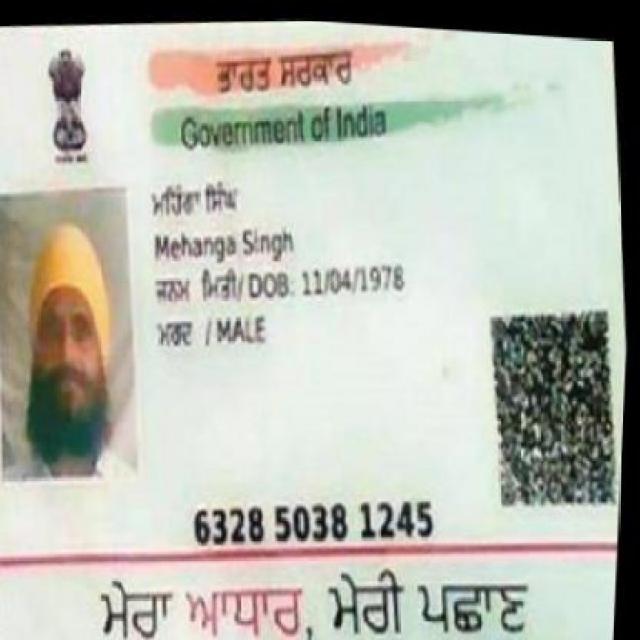 ਭਾਰਤ ਸਰਕਾਰ
Government of India
ਮਹਿੰਗਾ ਸਿੰਘ
Mehanga Singh
ਜਨਮ ਮਿਤੀ/ DOB: 11/04/1978
ਮਰਦ / MALE
6328 5038 1245
ਮੇਰਾ ਆਧਾਰ, ਮੇਰੀ ਪਛਾਣ